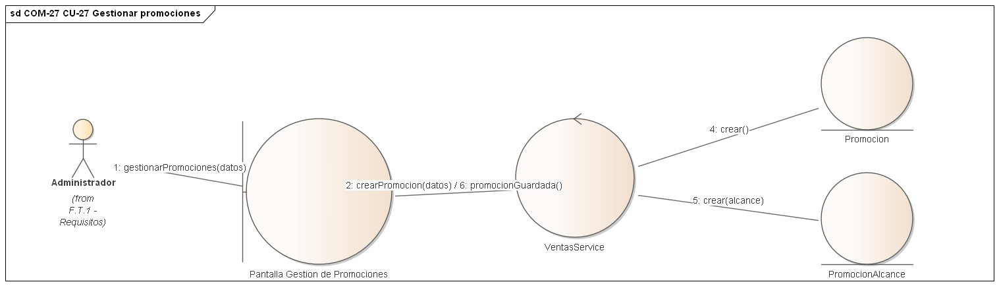 sd COM-27 CU-27 Gestionar promociones
Administrador
(from
F.T.1 -
Requisitos)
1: gestionarPromociones(datos)
Pantalla Gestion de Promociones
2: crearPromocion(datos) / 6: promocionGuardada()
VentasService
4: crear()
Promocion
5: crear(alcance)
PromocionAlcance